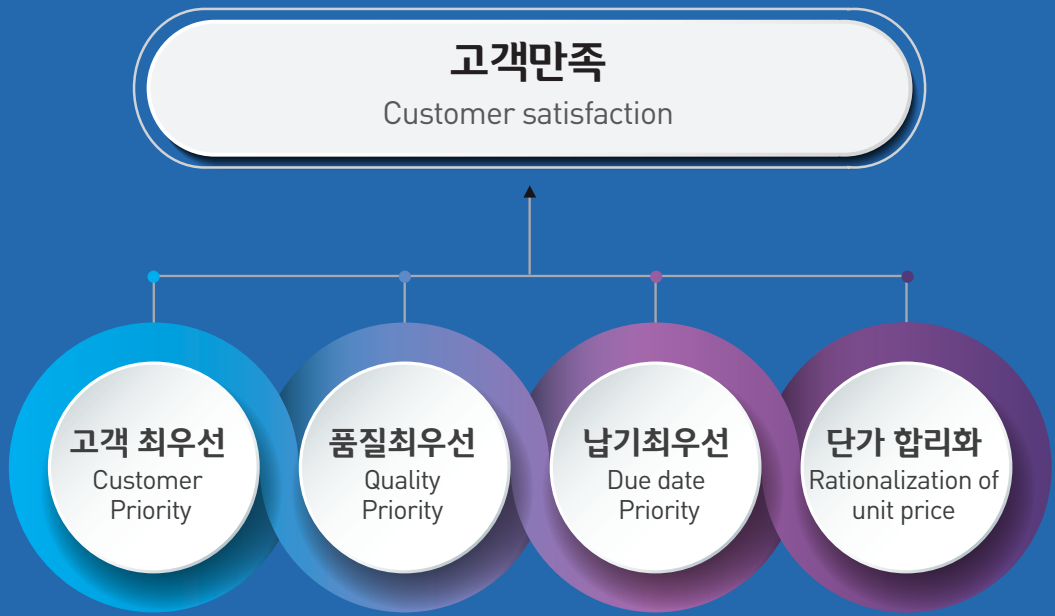 고객만족
Customer satisfaction
고객 최우선
Customer
Priority
품질최우선
Quality
Priority
납기최우선
Due date
Priority
단가 합리화
Rationalization of
unit price